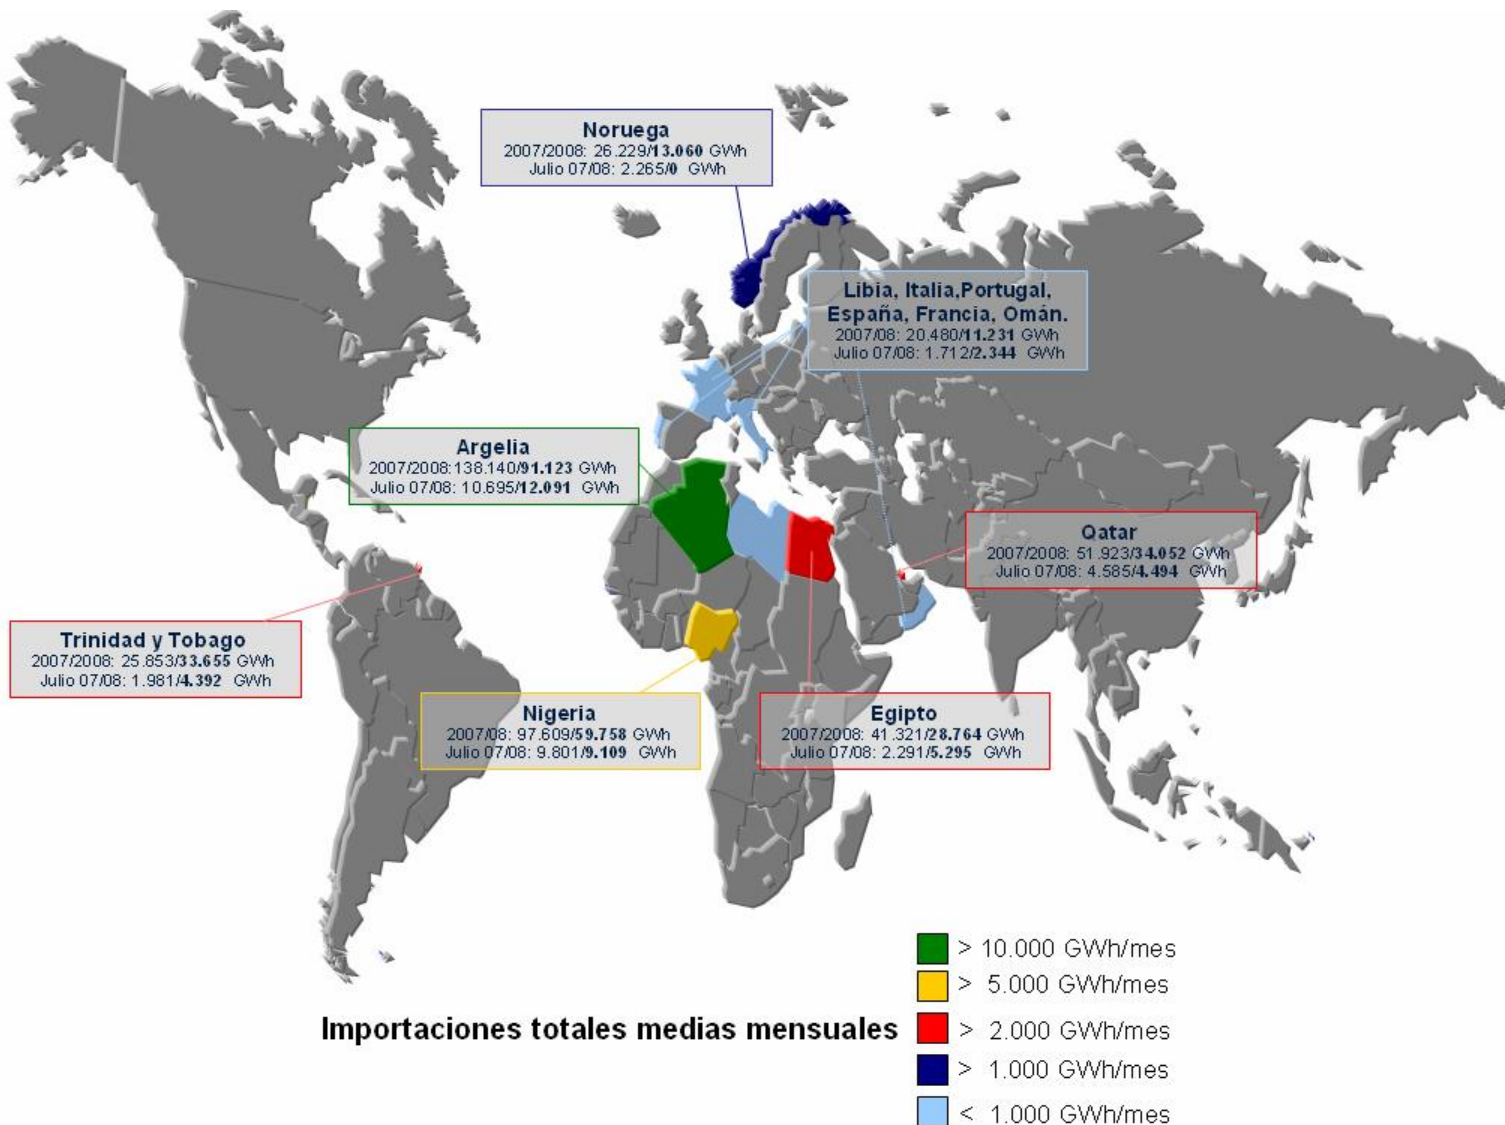 Noruega
2007/2008: 26.229/13.060 GWh
Julio 07/08: 2.265/0 GWh
Libia, Italia,Portugal,
España, Francia, Omán.
2007/08: 20.480/11.231 GWh
Julio 07/08: 1.712/2.344 GWh
Argelia
2007/2008:138.140/91.123 GWh
Julio 07/08: 10.695/12.091 GWh
Qatar
2007/2008: 51.923/34.052 GWh
Julio 07/08: 4.585/4.494 GWh
Trinidad y Tobago
2007/2008: 25.853/33.655 GWh
Julio 07/08: 1.981/4.392 GWh
Nigeria
2007/08: 97.609/59.758 GWh
Julio 07/08: 9.801/9.109 GWh
Egipto
2007/2008: 41.321/28.764 GWh
Julio 07/08: 2.291/5.295 GWh
Importaciones totales medias mensuales
> 10.000 GWh/mes
> 5.000 GWh/mes
> 2.000 GWh/mes
> 1.000 GWh/mes
< 1.000 GWh/mes